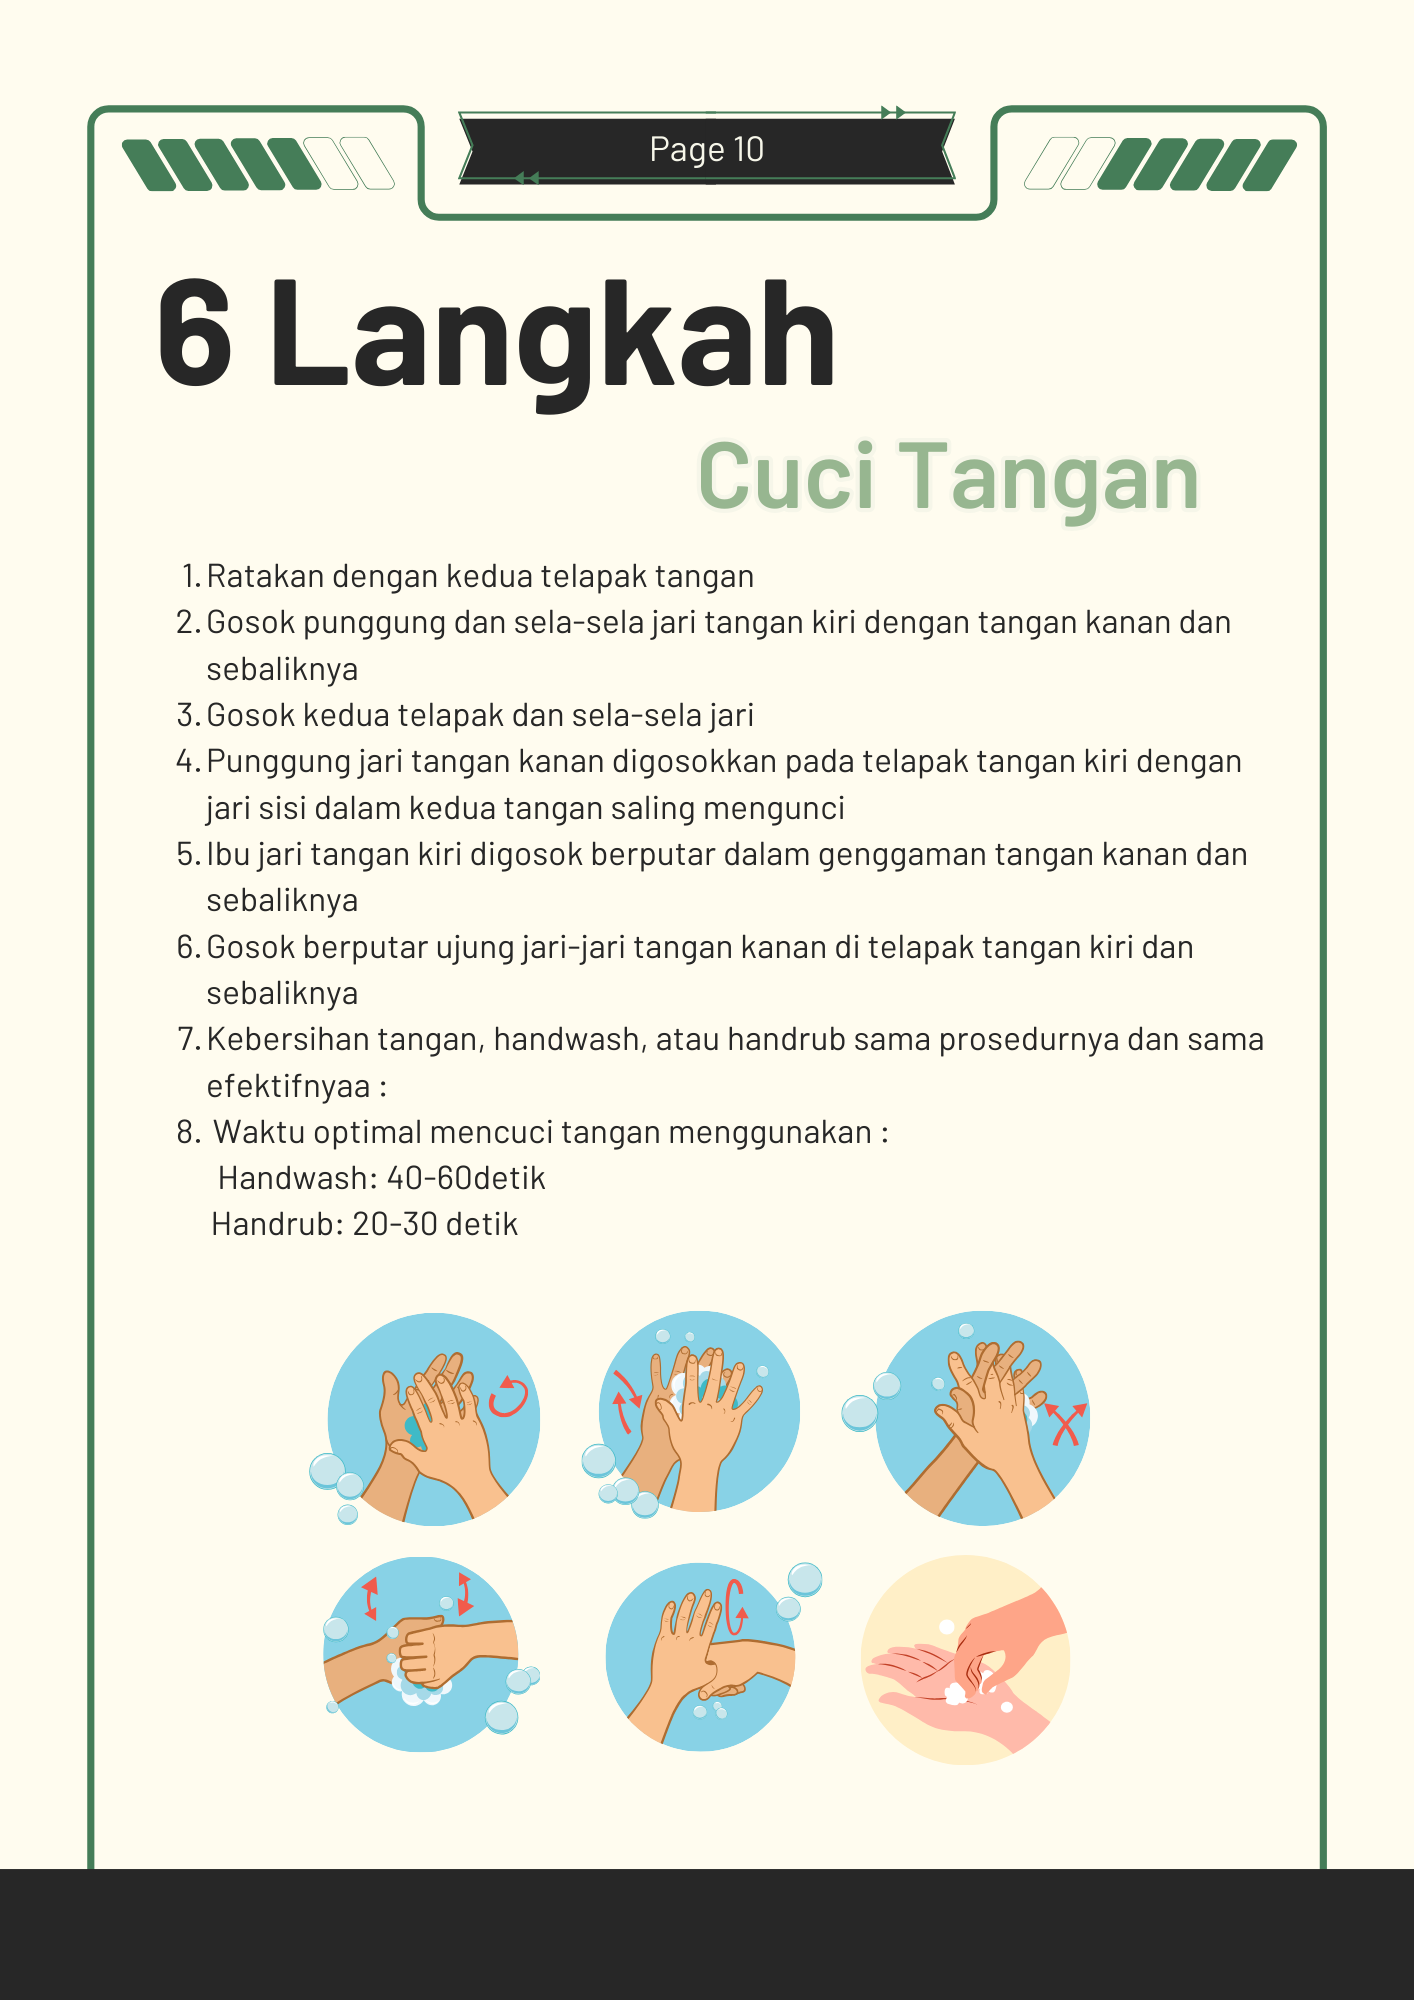 Page 10
6 Langkah
Cuci Tangan
1. Ratakan dengan kedua telapak tangan
2. Gosok punggung dan sela-sela jari tangan kiri dengan tangan kanan dan
sebaliknya
3. Gosok kedua telapak dan sela-sela jari
4. Punggung jari tangan kanan digosokkan pada telapak tangan kiri dengan
jari sisi dalam kedua tangan saling mengunci
5. Ibu jari tangan kiri digosok berputar dalam genggaman tangan kanan dan
sebaliknya
6. Gosok berputar ujung jari-jari tangan kanan di telapak tangan kiri dan
sebaliknya
7. Kebersihan tangan, handwash, atau handrub sama prosedurnya dan sama
efektifnyaa :
8. Waktu optimal mencuci tangan menggunakan :
Handwash: 40-60detik
Handrub: 20-30 detik